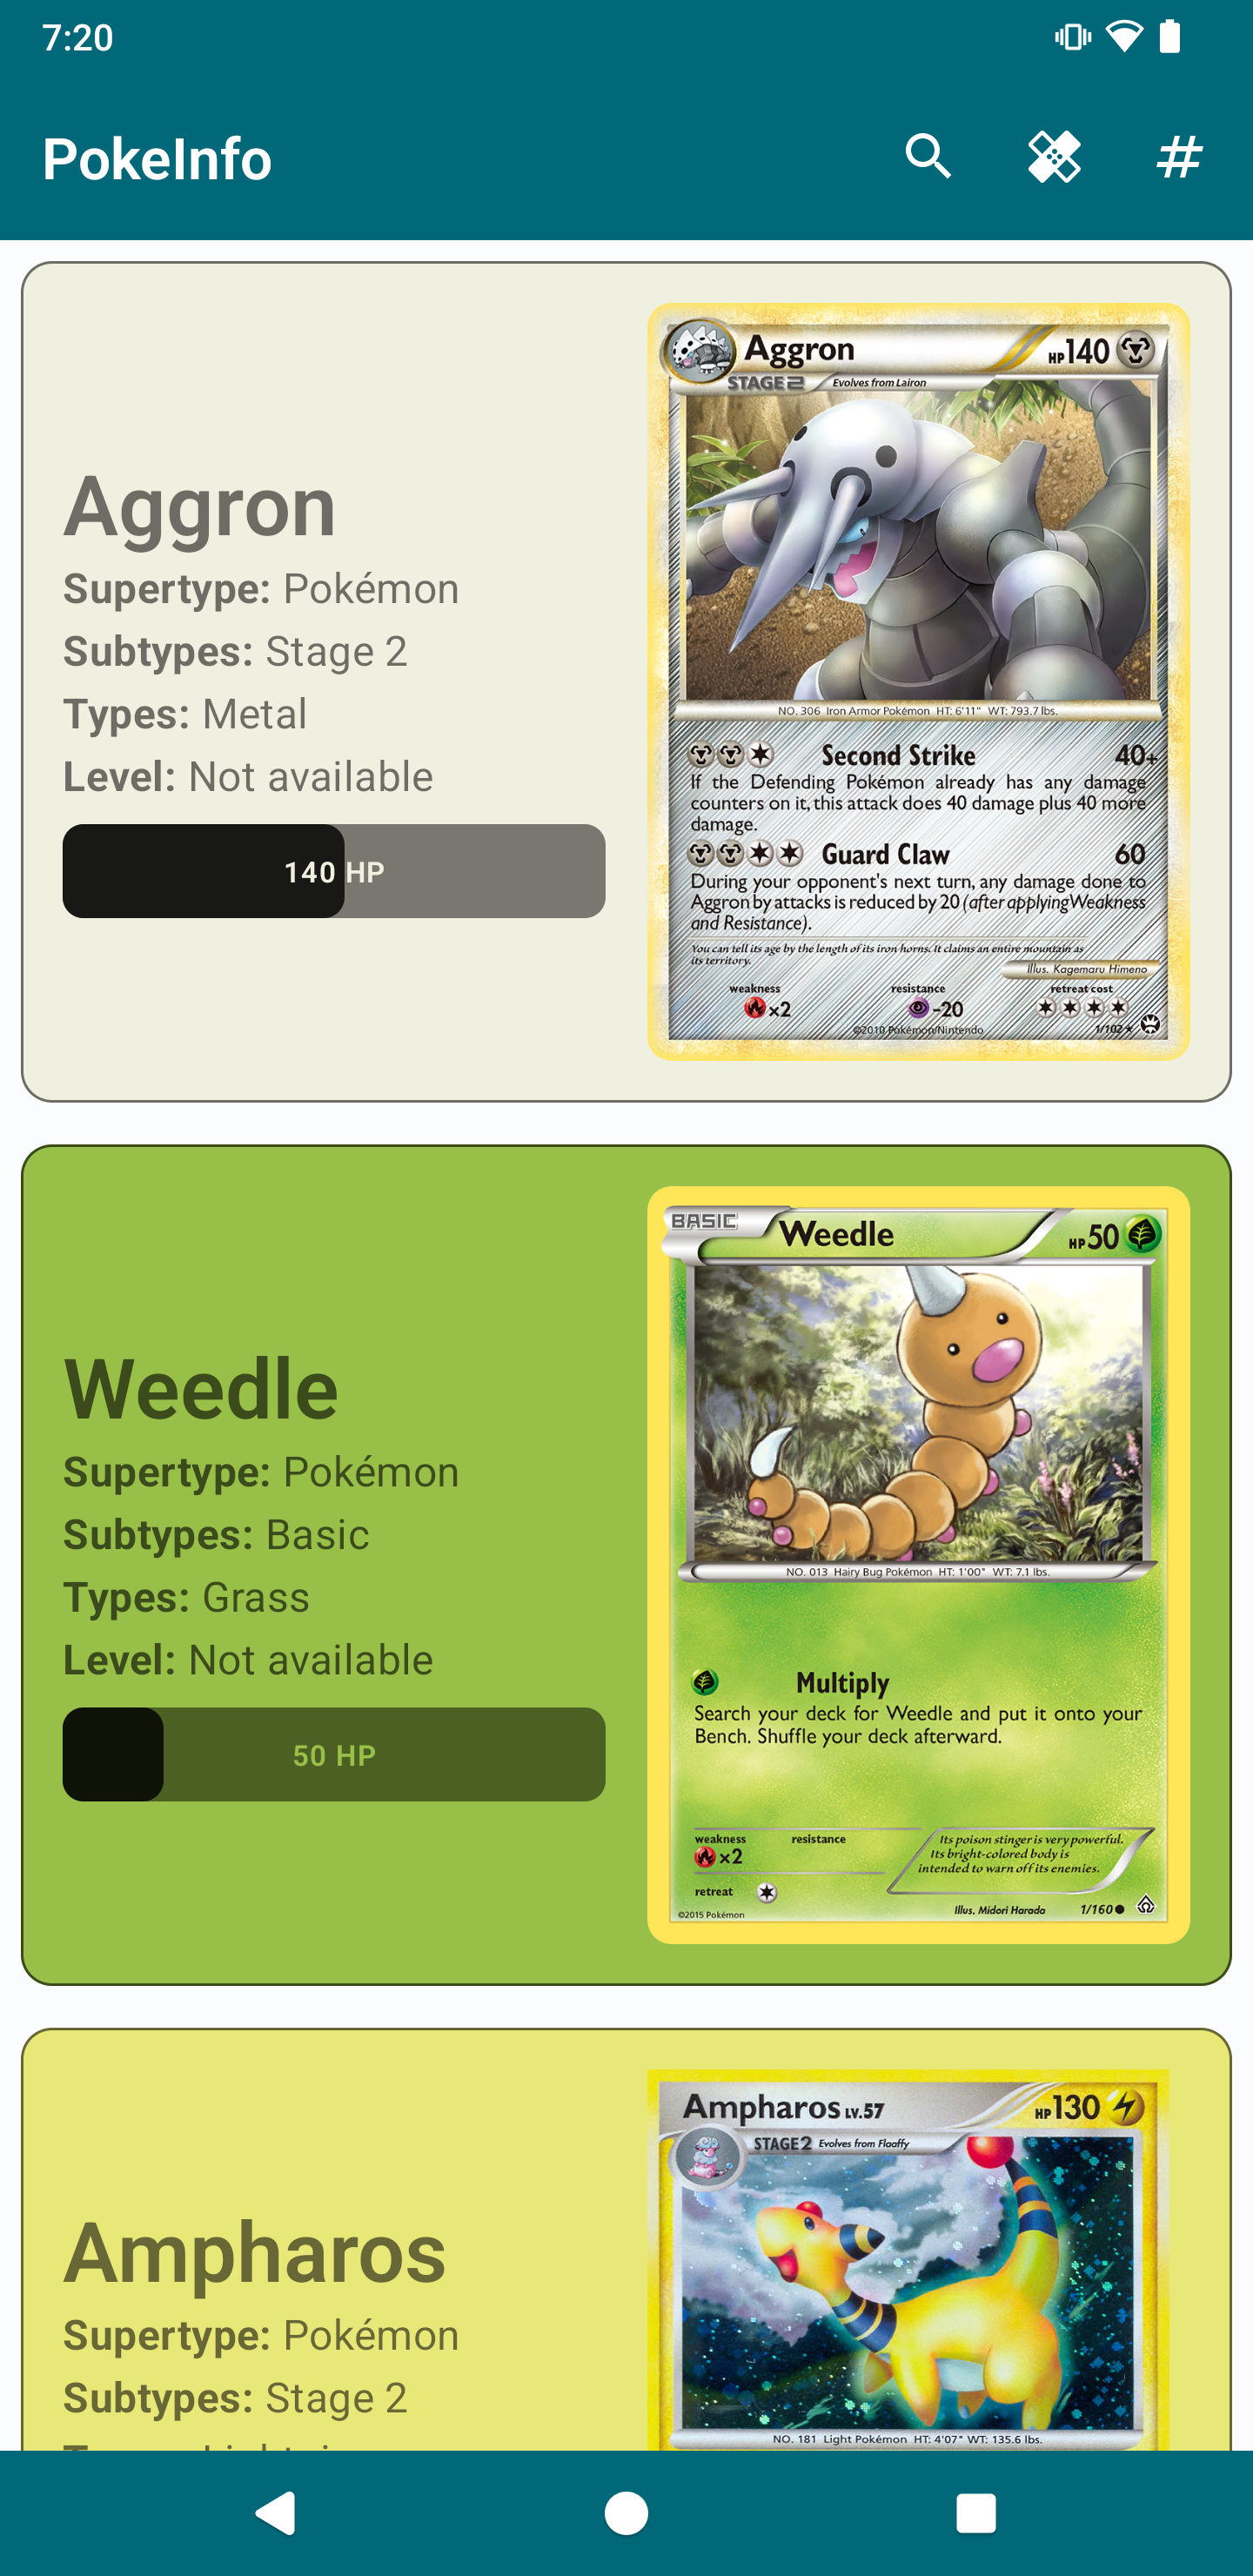 7:20
PokeInfo
#
Aggron
Supertype: Pokémon
Subtypes: Stage 2
Types: Metal
Level: Not available
140 HP
Aggron
HP 140
STAGE 2
Evolves from Lairon
NO. 306 Iron Armor Pokémon HT: 6'11" WT: 793.7 lbs.
Second Strike 40+
If the Defending Pokémon already has any damage
counters on it, this attack does 40 damage plus 40 more
damage.
Guard Claw 60
During your opponent's next turn, any damage done to
Aggron by attacks is reduced by 20 (after applying Weakness
and Resistance).
You can tell its age by the length of its iron horns. It claims an entire mountain as
its territory.
Illus. Kagemaru Himeno
weakness resistance retreat cost
×2 -20
©2010 Pokémon/Nintendo 1/102 ★
Weedle
Supertype: Pokémon
Subtypes: Basic
Types: Grass
Level: Not available
50 HP
BASIC
Weedle
HP 50
NO. 013 Hairy Bug Pokémon HT: 1'00" WT: 7.1 lbs.
Multiply
Search your deck for Weedle and put it onto your
Bench. Shuffle your deck afterward.
weakness resistance
×2
retreat
Its poison stinger is very powerful.
Its bright-colored body is
intended to warn off its enemies.
©2015 Pokémon
Illus. Midori Harada 1/160 ●
Ampharos
Supertype: Pokémon
Subtypes: Stage 2
Ampharos LV.57
HP 130
STAGE 2 Evolves from Flaaffy
NO. 181 Light Pokémon HT: 4'07" WT: 135.6 lbs.